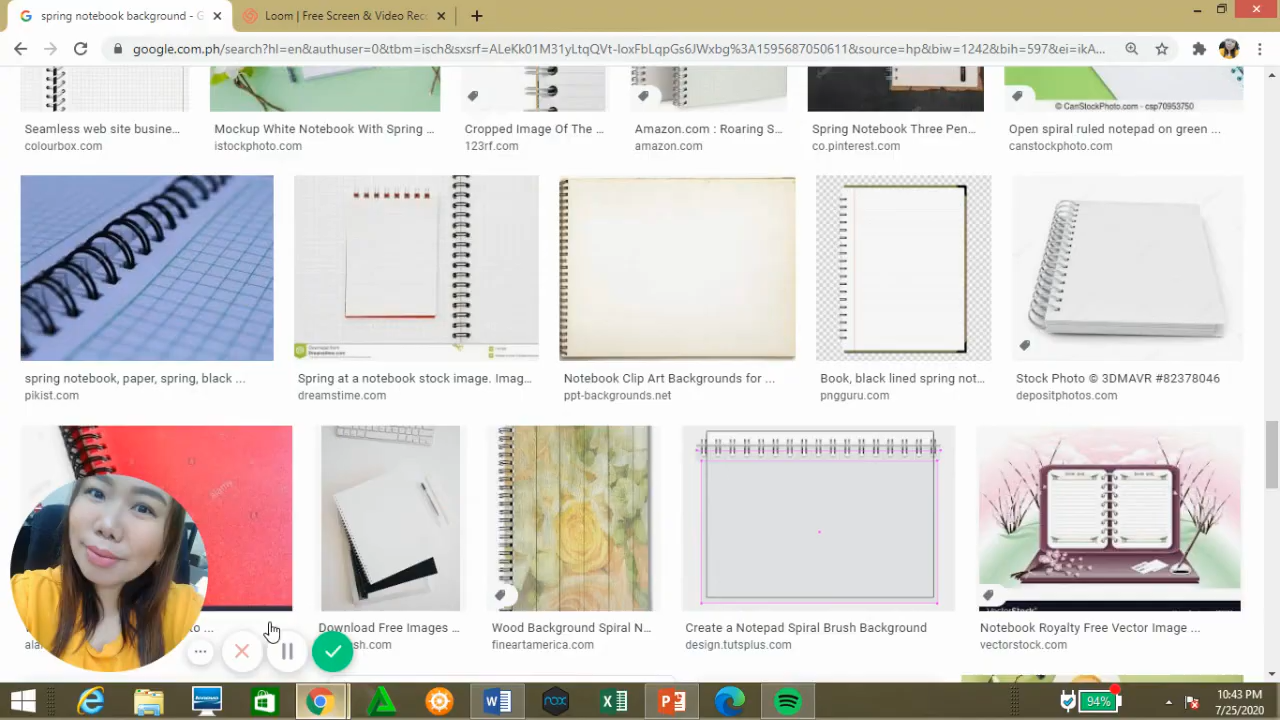 spring notebook background - G
Loom | Free Screen & Video Rec
google.com.ph/search?hl=en&authuser=0&tbm=isch&sxsrf=ALeKk01M31yLtqQVt-loxFbLqpGs6JWxbg%3A1595687050611&source=hp&biw=1242&bih=597&ei=ikA...
© CanStockPhoto.com - csp70953750
Seamless web site busine...
colourbox.com
Mockup White Notebook With Spring ...
istockphoto.com
Cropped Image Of The ...
123rf.com
Amazon.com : Roaring S...
amazon.com
Spring Notebook Three Pen...
co.pinterest.com
Open spiral ruled notepad on green ...
canstockphoto.com
spring notebook, paper, spring, black ...
pikist.com
Spring at a notebook stock image. Imag...
dreamstime.com
Notebook Clip Art Backgrounds for ...
ppt-backgrounds.net
Book, black lined spring not...
pngguru.com
Stock Photo © 3DMAVR #82378046
depositphotos.com
to ...
Download Free Images ...
sh.com
Wood Background Spiral N...
fineartamerica.com
Create a Notepad Spiral Brush Background
design.tutsplus.com
Notebook Royalty Free Vector Image ...
vectorstock.com
94%
10:43 PM
7/25/2020